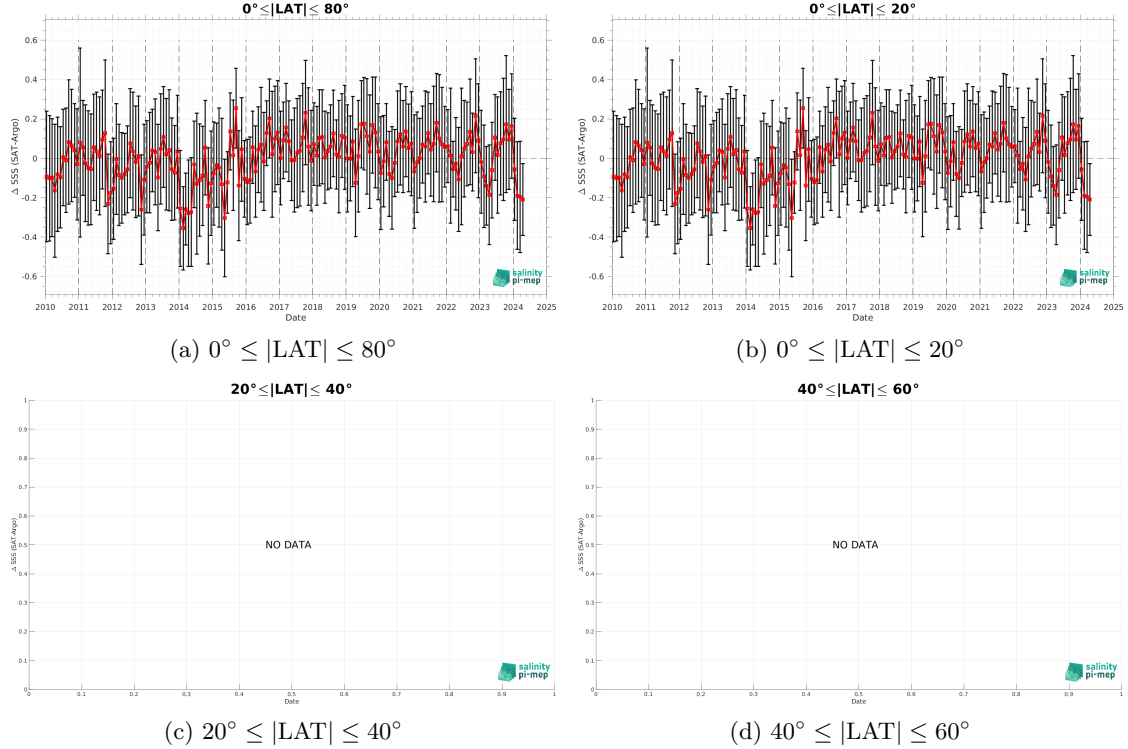 0°≤|LAT|≤ 80°
Δ SSS (SAT-Argo)
0.6
0.4
0.2
0
-0.2
-0.4
-0.6
2010 2011 2012 2013 2014 2015 2016 2017 2018 2019 2020 2021 2022 2023 2024 2025
Date
salinity
pi-mep
(a) 0° ≤ |LAT| ≤ 80°
0°≤|LAT|≤ 20°
Δ SSS (SAT-Argo)
0.6
0.4
0.2
0
-0.2
-0.4
-0.6
2010 2011 2012 2013 2014 2015 2016 2017 2018 2019 2020 2021 2022 2023 2024 2025
Date
salinity
pi-mep
(b) 0° ≤ |LAT| ≤ 20°
20°≤|LAT|≤ 40°
Δ SSS (SAT-Argo)
1
0.9
0.8
0.7
0.6
0.5
0.4
0.3
0.2
0.1
0
NO DATA
0 0.1 0.2 0.3 0.4 0.5 0.6 0.7 0.8 0.9 1
Date
salinity
pi-mep
(c) 20° ≤ |LAT| ≤ 40°
40°≤|LAT|≤ 60°
Δ SSS (SAT-Argo)
1
0.9
0.8
0.7
0.6
0.5
0.4
0.3
0.2
0.1
0
NO DATA
0 0.1 0.2 0.3 0.4 0.5 0.6 0.7 0.8 0.9 1
Date
salinity
pi-mep
(d) 40° ≤ |LAT| ≤ 60°